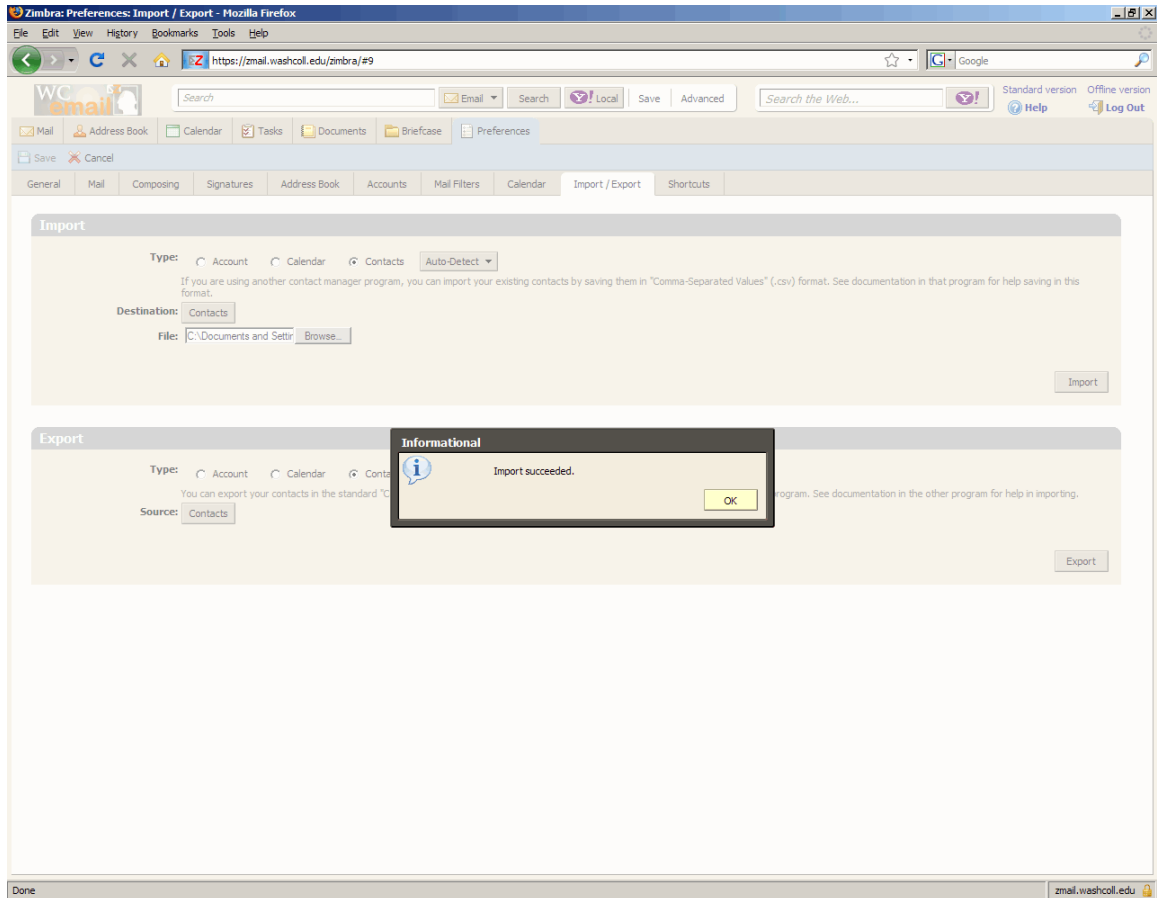 Zimbra: Preferences: Import / Export - Mozilla Firefox
File Edit View History Bookmarks Tools Help
https://zmail.washcoll.edu/zimbra/#9 Google
WC email Search Email Search Y! Local Save Advanced Search the Web... Y! Standard version Offline version
Help Log Out
Mail Address Book Calendar Tasks Documents Briefcase Preferences
Save Cancel
General Mail Composing Signatures Address Book Accounts Mail Filters Calendar Import / Export Shortcuts
Import
Type: Account Calendar Contacts Auto-Detect
If you are using another contact manager program, you can import your existing contacts by saving them in "Comma-Separated Values" (.csv) format. See documentation in that program for help saving in this
format.
Destination: Contacts
File: C:\Documents and Settir Browse...
Import
Export
Informational
Type: Account Calendar Conta
Import succeeded.
You can export your contacts in the standard "C rogram. See documentation in the other program for help in importing.
OK
Source: Contacts
Export
Done zmail.washcoll.edu